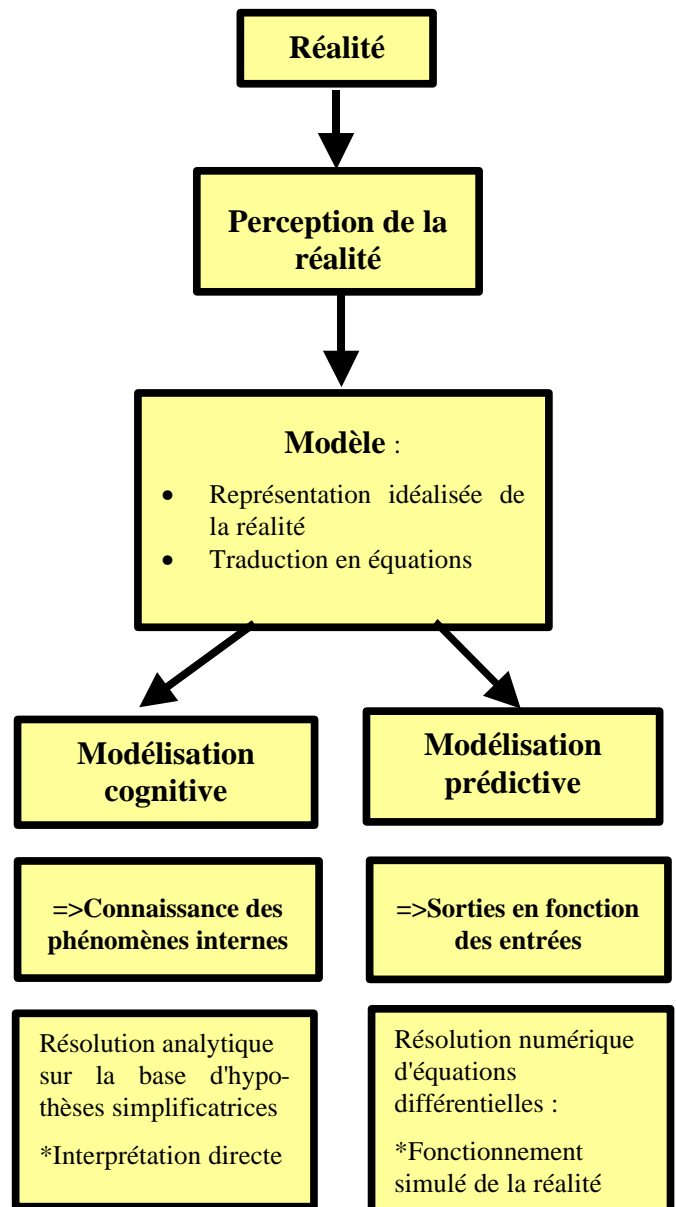 Réalité
Perception de la
réalité
Modèle :
• Représentation idéalisée de
la réalité
• Traduction en équations
Modélisation
cognitive
Modélisation
prédictive
=>Connaissance des
phénomènes internes
=>Sorties en fonction
des entrées
Résolution analytique
sur la base d'hypo-
thèses simplificatrices
*Interprétation directe
Résolution numérique
d'équations
différentielles :
*Fonctionnement
simulé de la réalité